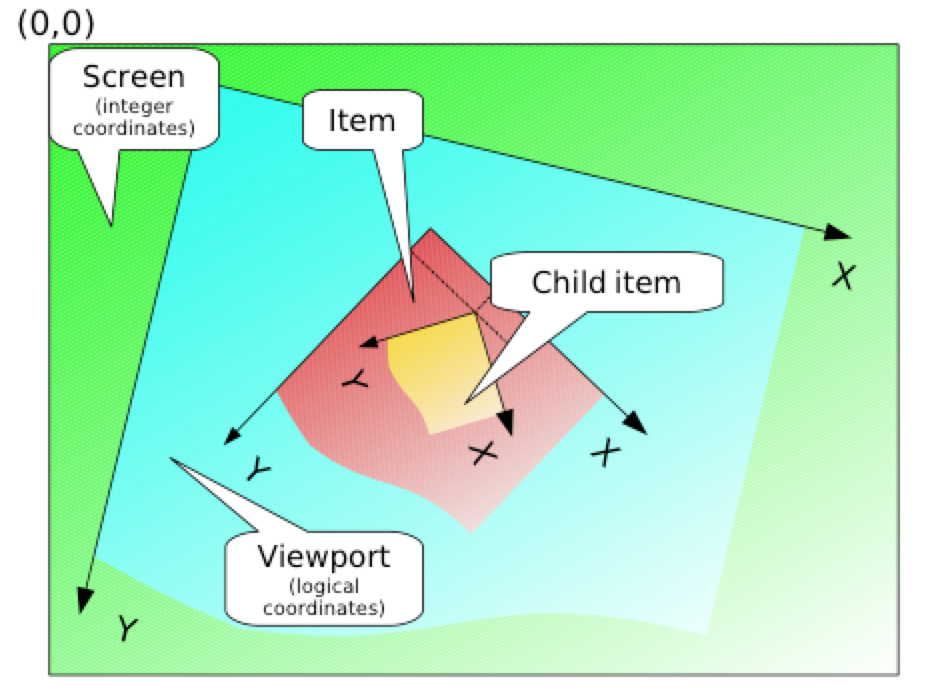 (0,0)
Screen
(integer
coordinates)
Item
X
Child item
Y
X
X
Y
Viewport
(logical
coordinates)
Y